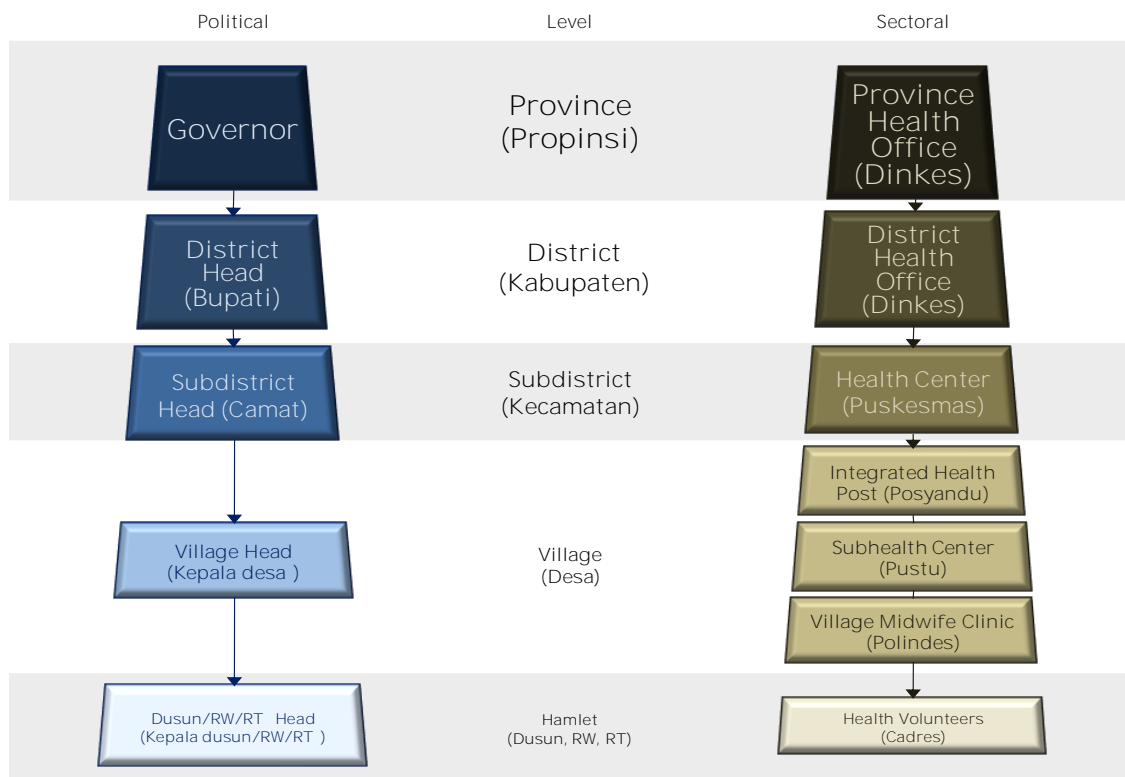 Political
Level
Sectoral
Governor
Province
(Propinsi)
Province
Health
Office
(Dinkes)
District
Head
(Bupati)
District
(Kabupaten)
District
Health
Office
(Dinkes)
Subdistrict
Head (Camat)
Subdistrict
(Kecamatan)
Health Center
(Puskesmas)
Integrated Health
Post (Posyandu)
Village Head
(Kepala desa )
Village
(Desa)
Subhealth Center
(Pustu)
Village Midwife Clinic
(Polindes)
Dusun/RW/RT Head
(Kepala dusun/RW/RT )
Hamlet
(Dusun, RW, RT)
Health Volunteers
(Cadres)